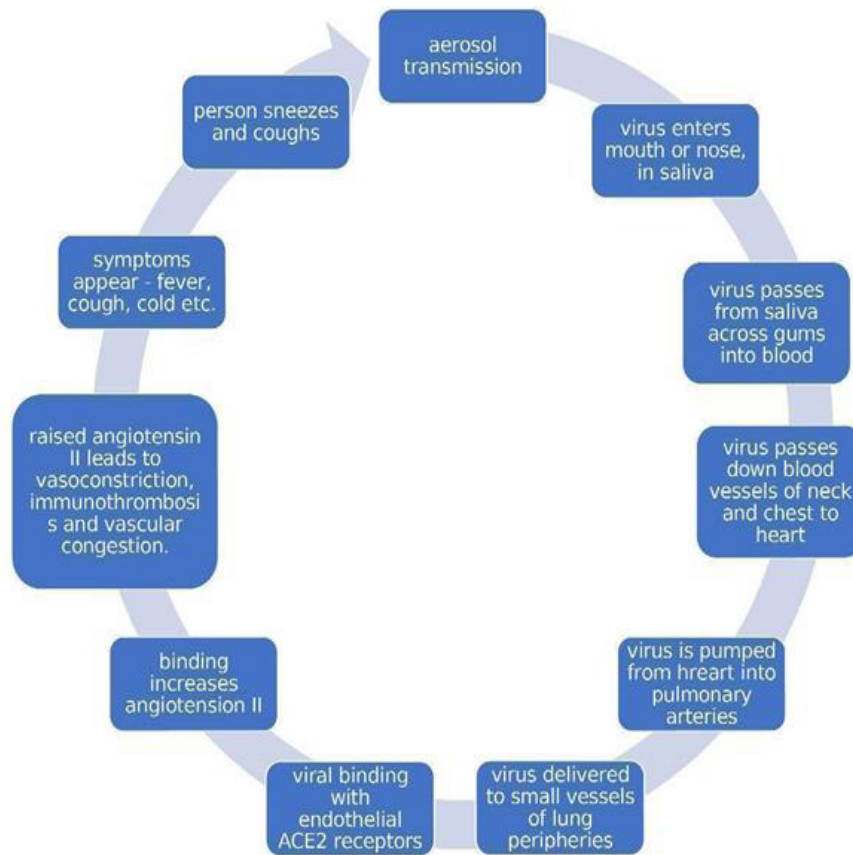 aerosol
transmission
virus enters
mouth or nose,
in saliva
virus passes
from saliva
across gums
into blood
virus passes
down blood
vessels of neck
and chest to
heart
virus is pumped
from hreart into
pulmonary
arteries
virus delivered
to small vessels
of lung
peripheries
viral binding
with
endothelial
ACE2 receptors
binding
increases
angiotension II
raised angiotensin
II leads to
vasoconstriction,
immunothrombosi
s and vascular
congestion.
symptoms
appear - fever,
cough, cold etc.
person sneezes
and coughs